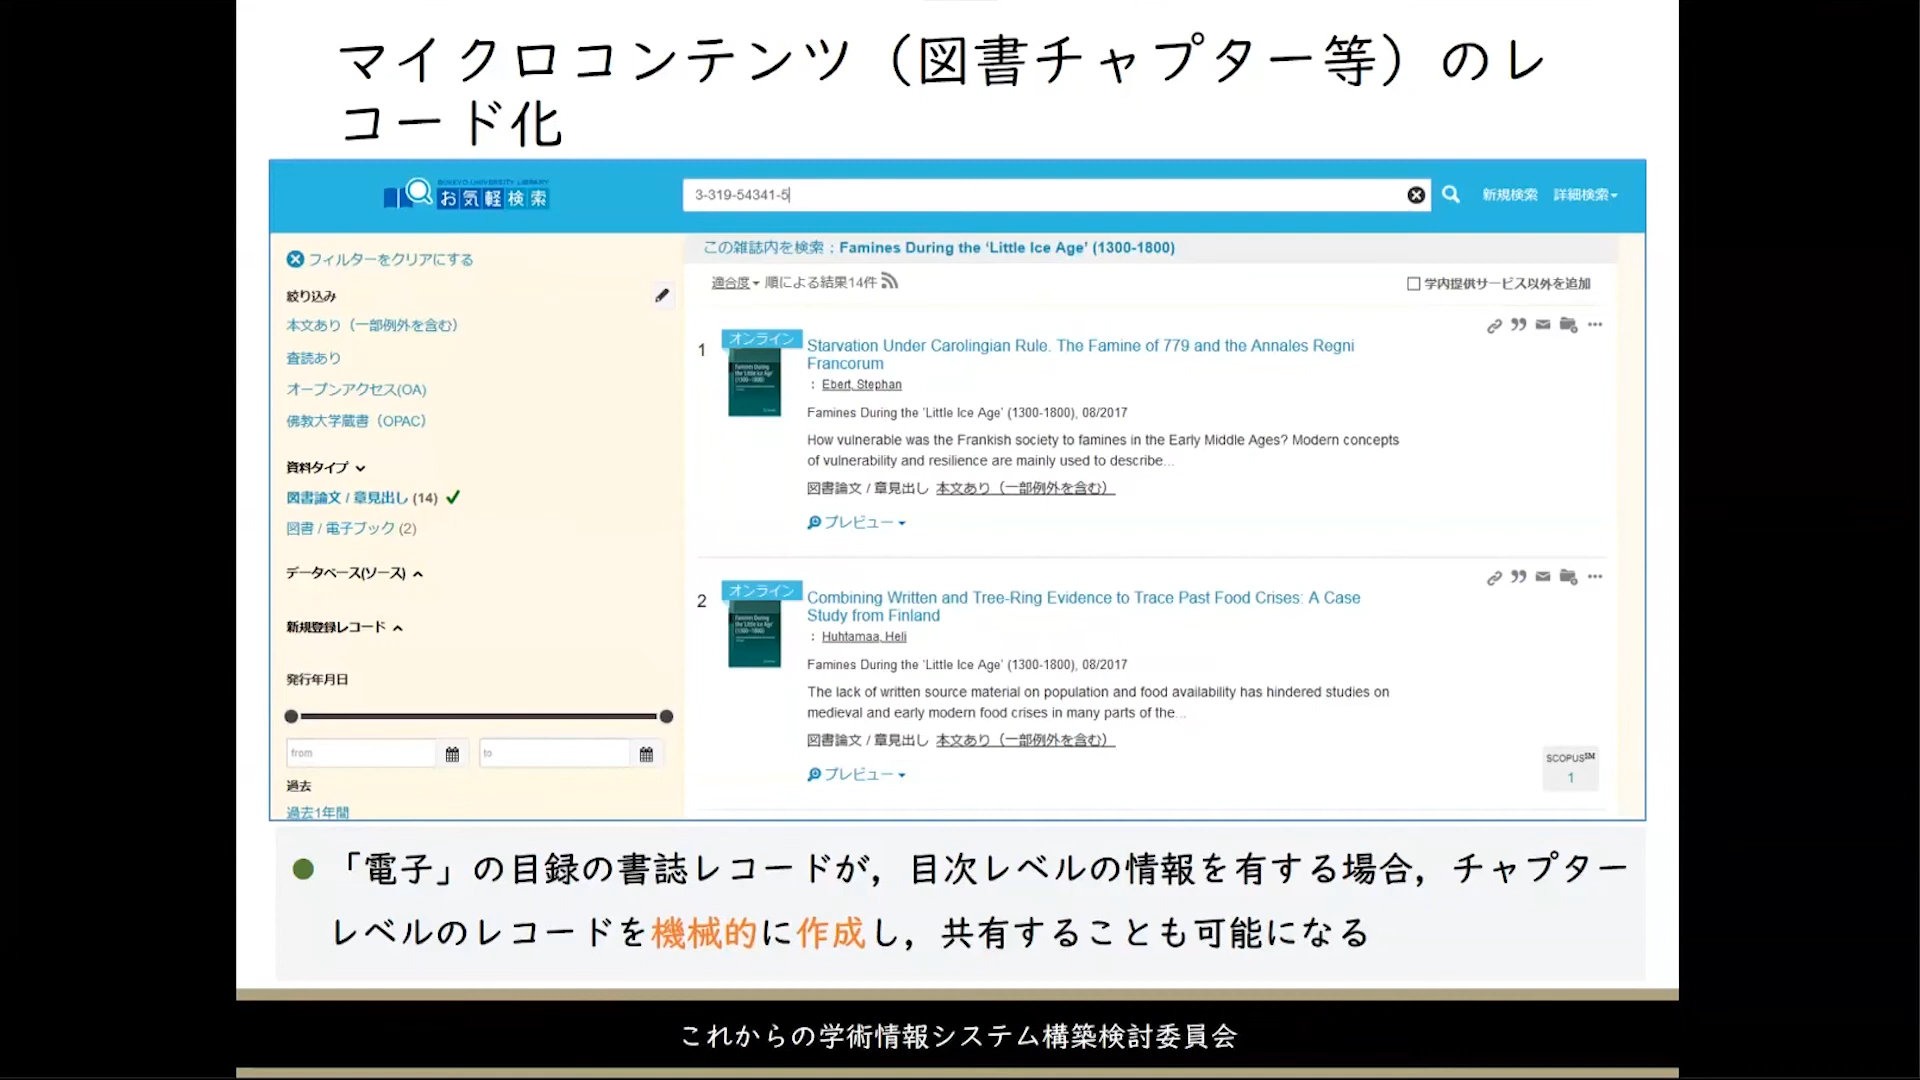 マイクロコンテンツ（図書チャプター等）のレ
コード化
BUKKYO UNIVERSITY LIBRARY
お気軽検索
3-319-54341-5
新規検索 詳細検索
フィルターをクリアにする
絞り込み
本文あり（一部例外を含む）
査読あり
オープンアクセス(OA)
佛教大学蔵書（OPAC）
資料タイプ
図書論文 / 章見出し (14)
図書 / 電子ブック (2)
データベース(ソース)
新規登録レコード
発行年月日
from to
過去
過去1年間
この雑誌内を検索：Famines During the ‘Little Ice Age’ (1300-1800)
適合度 順による結果14件
学内提供サービス以外を追加
1
オンライン
Starvation Under Carolingian Rule. The Famine of 779 and the Annales Regni
Francorum
： Ebert, Stephan
Famines During the ‘Little Ice Age’ (1300-1800), 08/2017
How vulnerable was the Frankish society to famines in the Early Middle Ages? Modern concepts
of vulnerability and resilience are mainly used to describe...
図書論文 / 章見出し 本文あり（一部例外を含む）
プレビュー
2
オンライン
Combining Written and Tree-Ring Evidence to Trace Past Food Crises: A Case
Study from Finland
： Huhtamaa, Heli
Famines During the ‘Little Ice Age’ (1300-1800), 08/2017
The lack of written source material on population and food availability has hindered studies on
medieval and early modern food crises in many parts of the...
図書論文 / 章見出し 本文あり（一部例外を含む）
プレビュー
SCOPUS℠
1
「電子」の目録の書誌レコードが，目次レベルの情報を有する場合，チャプター
レベルのレコードを機械的に作成し，共有することも可能になる
これからの学術情報システム構築検討委員会